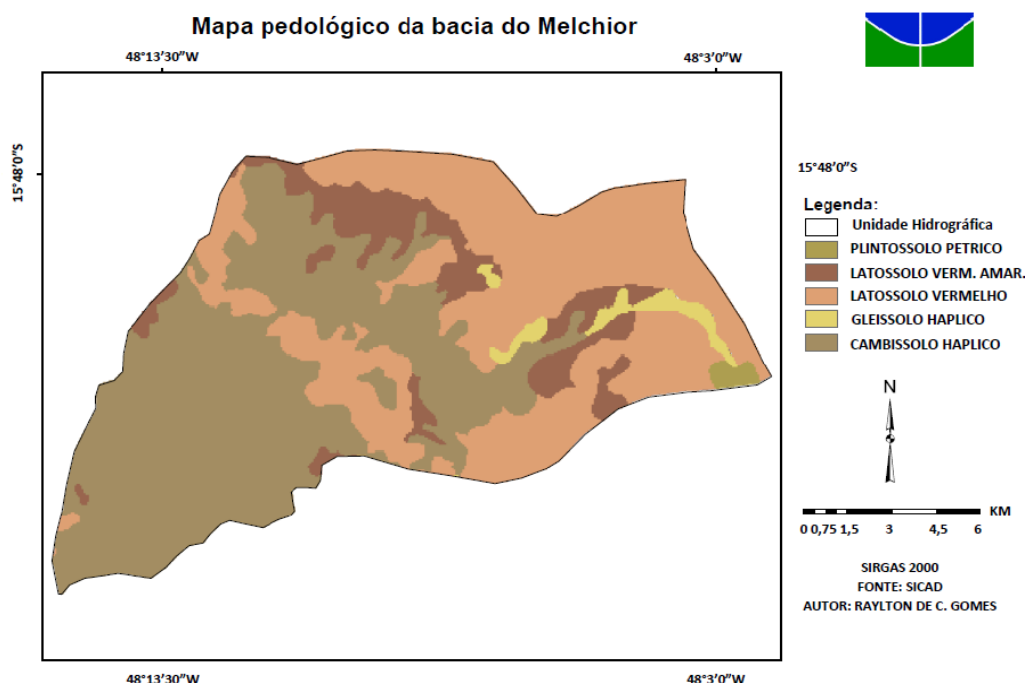 Mapa pedológico da bacia do Melchior
48°13'30"W
48°3'0"W
15°48'0"S
15°48'0"S
Legenda:
Unidade Hidrográfica
PLINTOSSOLO PETRICO
LATOSSOLO VERM. AMAR.
LATOSSOLO VERMELHO
GLEISSOLO HAPLICO
CAMBISSOLO HAPLICO
N
KM
0 0,75 1,5 3 4,5 6
SIRGAS 2000
FONTE: SICAD
AUTOR: RAYLTON DE C. GOMES
48°13'30"W
48°3'0"W